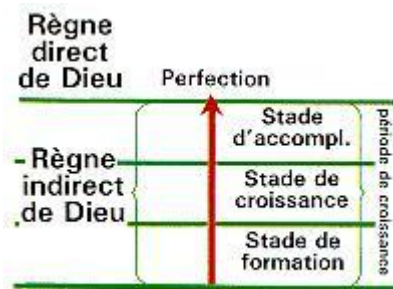 Règne
direct
de Dieu
Perfection
Stade
d'accompl.
Règne
indirect
de Dieu
Stade de
croissance
Stade de
formation
période de croissance